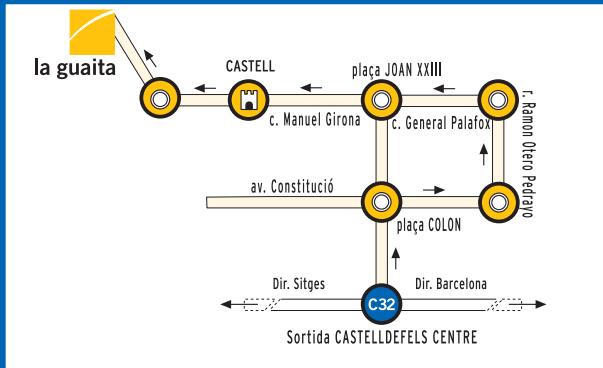 la guaita
CASTELL
plaça JOAN XXIII
c. Manuel Girona
c. General Palafox
r. Ramon Otero Pedrayo
av. Constitució
plaça COLON
Dir. Sitges
Dir. Barcelona
C32
Sortida CASTELLDEFELS CENTRE